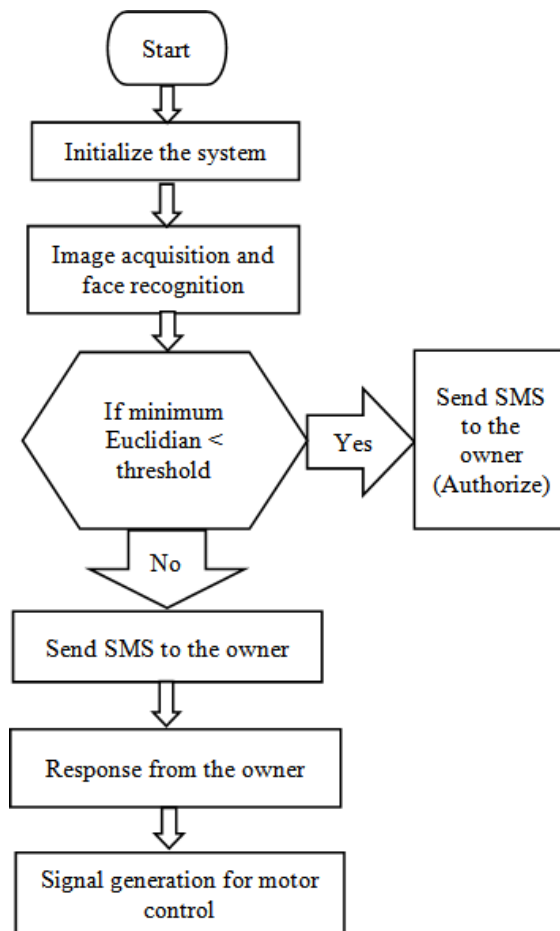 Start
Initialize the system
Image acquisition and
face recognition
If minimum
Euclidian <
threshold
Yes
Send SMS
to the
owner
(Authorize)
No
Send SMS to the owner
Response from the owner
Signal generation for motor
control